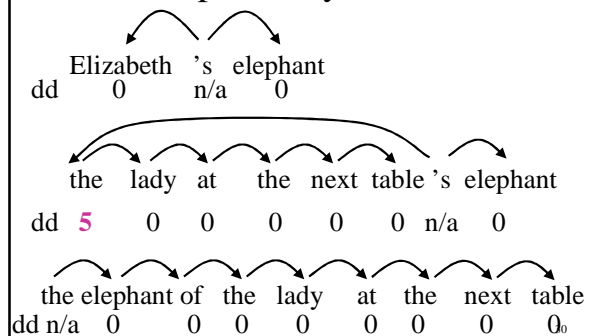 Elizabeth 's elephant
dd 0 n/a 0
the lady at the next table 's elephant
dd 5 0 0 0 0 0 n/a 0
the elephant of the lady at the next table
dd n/a 0 0 0 0 0 0 0 0